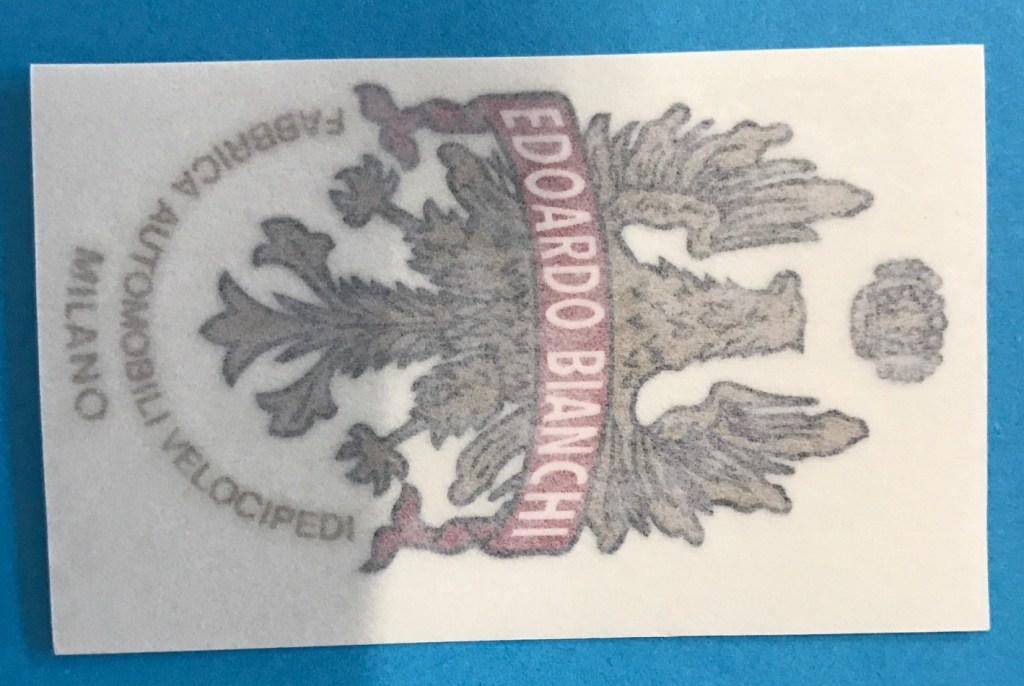 EDOARDO BIANCHI
FABBRICA AUTOMOBILI VELOCIPEDI
MILANO